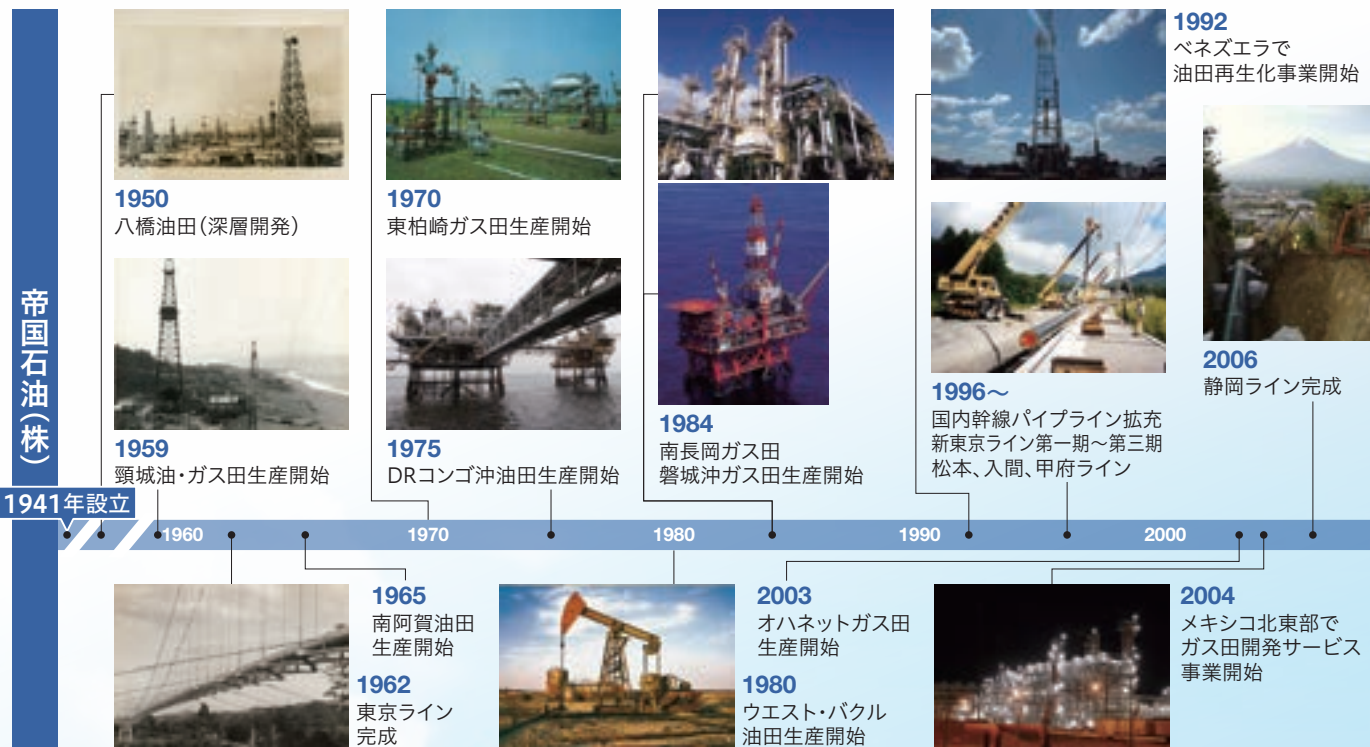 帝国石油(株)
1941年設立
1950
八橋油田(深層開発)
1959
頸城油・ガス田生産開始
1970
東柏崎ガス田生産開始
1975
DRコンゴ沖油田生産開始
1984
南長岡ガス田
磐城沖ガス田生産開始
1992
ベネズエラで
油田再生化事業開始
1996〜
国内幹線パイプライン拡充
新東京ライン第一期〜第三期
松本、入間、甲府ライン
2006
静岡ライン完成
1960
1970
1980
1990
2000
1965
南阿賀油田
生産開始
1962
東京ライン
完成
2003
オハネットガス田
生産開始
1980
ウエスト・バクル
油田生産開始
2004
メキシコ北東部で
ガス田開発サービス
事業開始